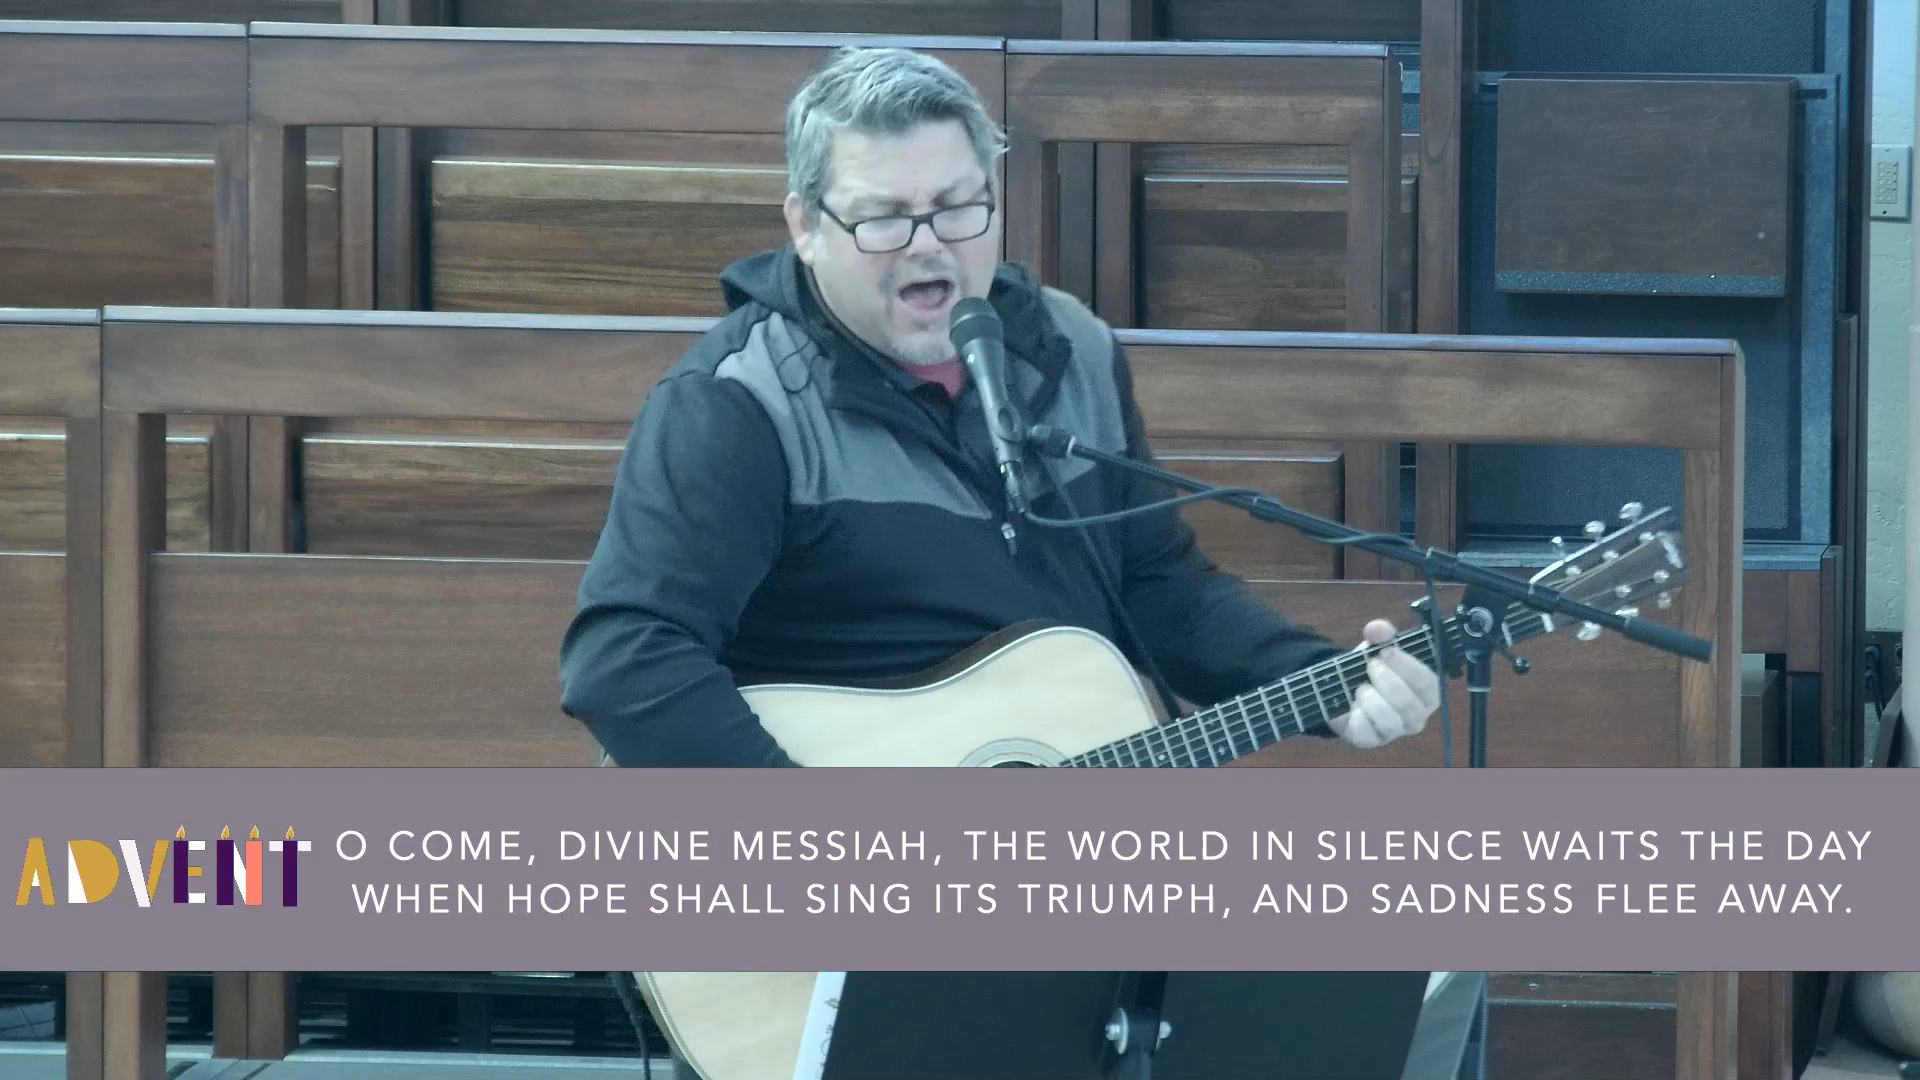 ADVENT
O COME, DIVINE MESSIAH, THE WORLD IN SILENCE WAITS THE DAY
WHEN HOPE SHALL SING ITS TRIUMPH, AND SADNESS FLEE AWAY.